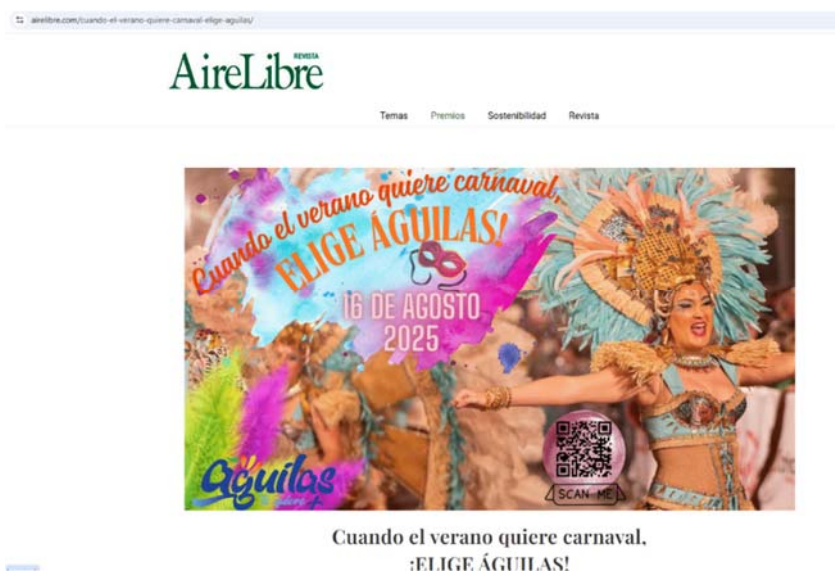 airelibre.com/cuando-el-verano-quiere-carnaval-elige-aguilas/
REVISTA
AireLibre
Temas Premios Sostenibilidad Revista
Cuando el verano quiere carnaval,
ELIGE ÁGUILAS!
16 DE AGOSTO
2025
aguilas
SCAN ME
Cuando el verano quiere carnaval,
¡ELIGE ÁGUILAS!